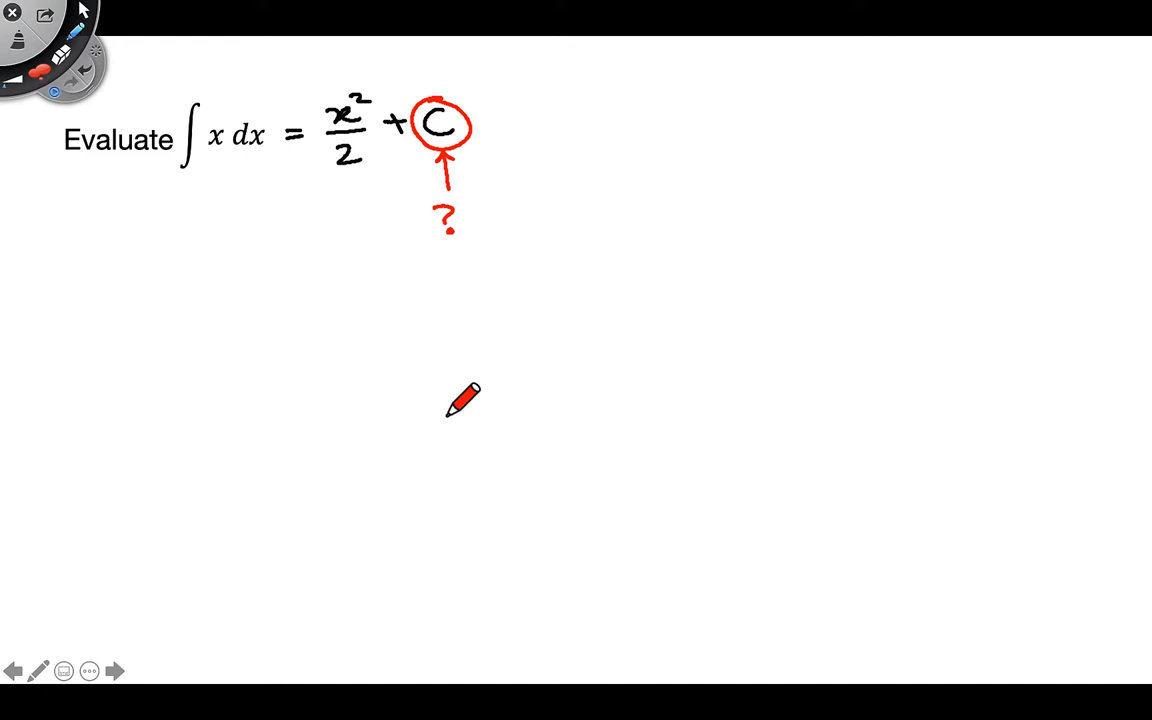 Evaluate ∫ x dx = x²/2 + C
?